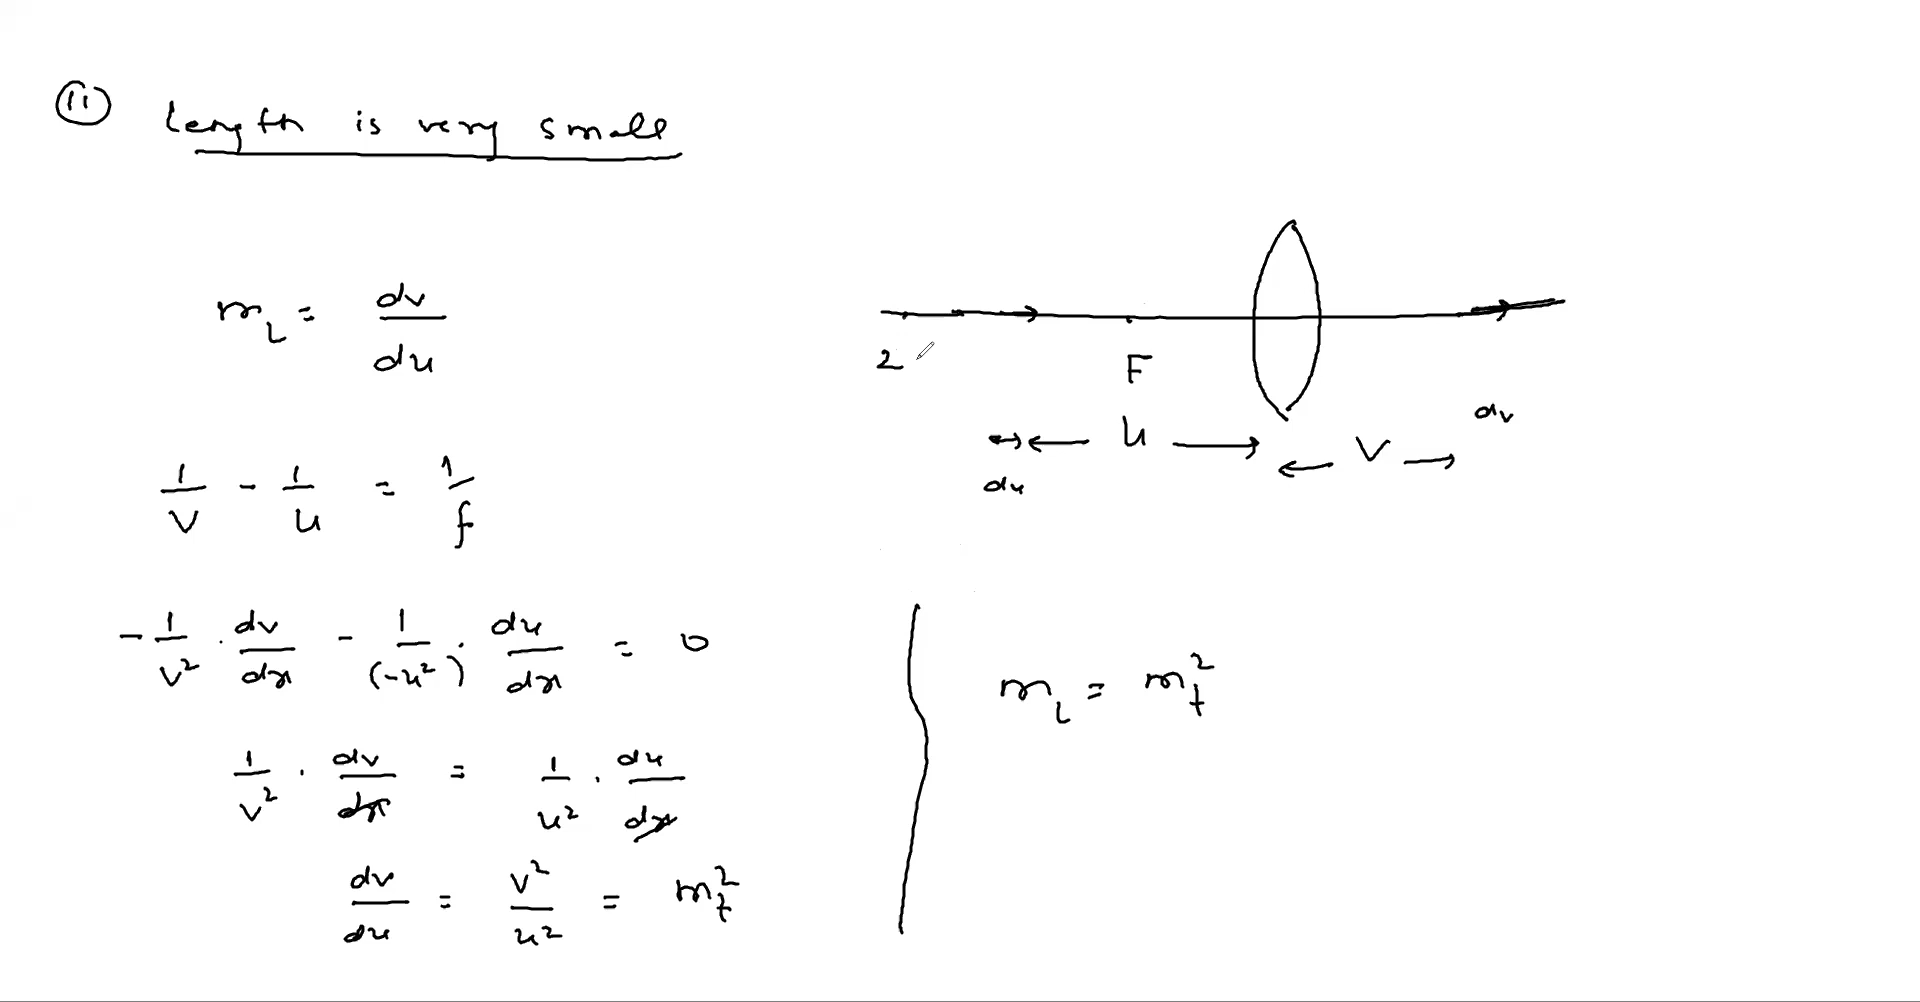 (ii) Length is very small
m_L = dv/du
1/v - 1/u = 1/f
-1/v² · dv/dx - 1/(-u²) · du/dx = 0
1/v² · dv/dx = 1/u² · du/dx
dv/du = v²/u² = m_t²
2 F
u v dv
du
m_L = m_t²